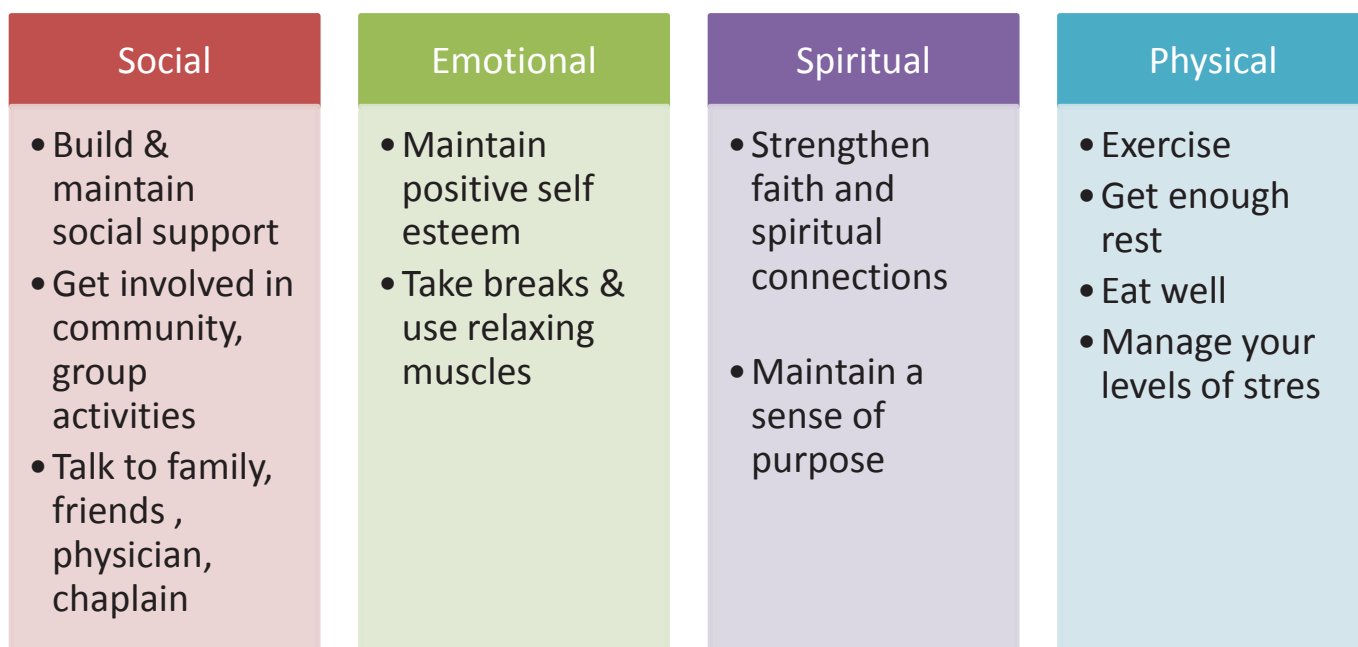 Social
• Build &
maintain
social support
• Get involved in
community,
group
activities
• Talk to family,
friends ,
physician,
chaplain
Emotional
• Maintain
positive self
esteem
• Take breaks &
use relaxing
muscles
Spiritual
• Strengthen
faith and
spiritual
connections
• Maintain a
sense of
purpose
Physical
• Exercise
• Get enough
rest
• Eat well
• Manage your
levels of stres